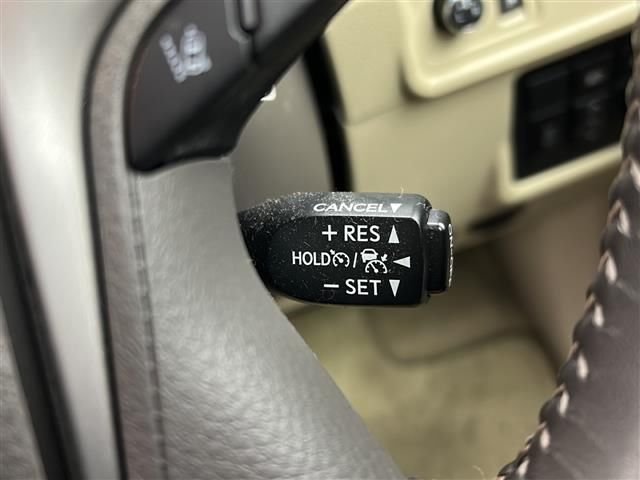 CANCEL▼
+ RES ▲
HOLD / ◀
− SET ▼